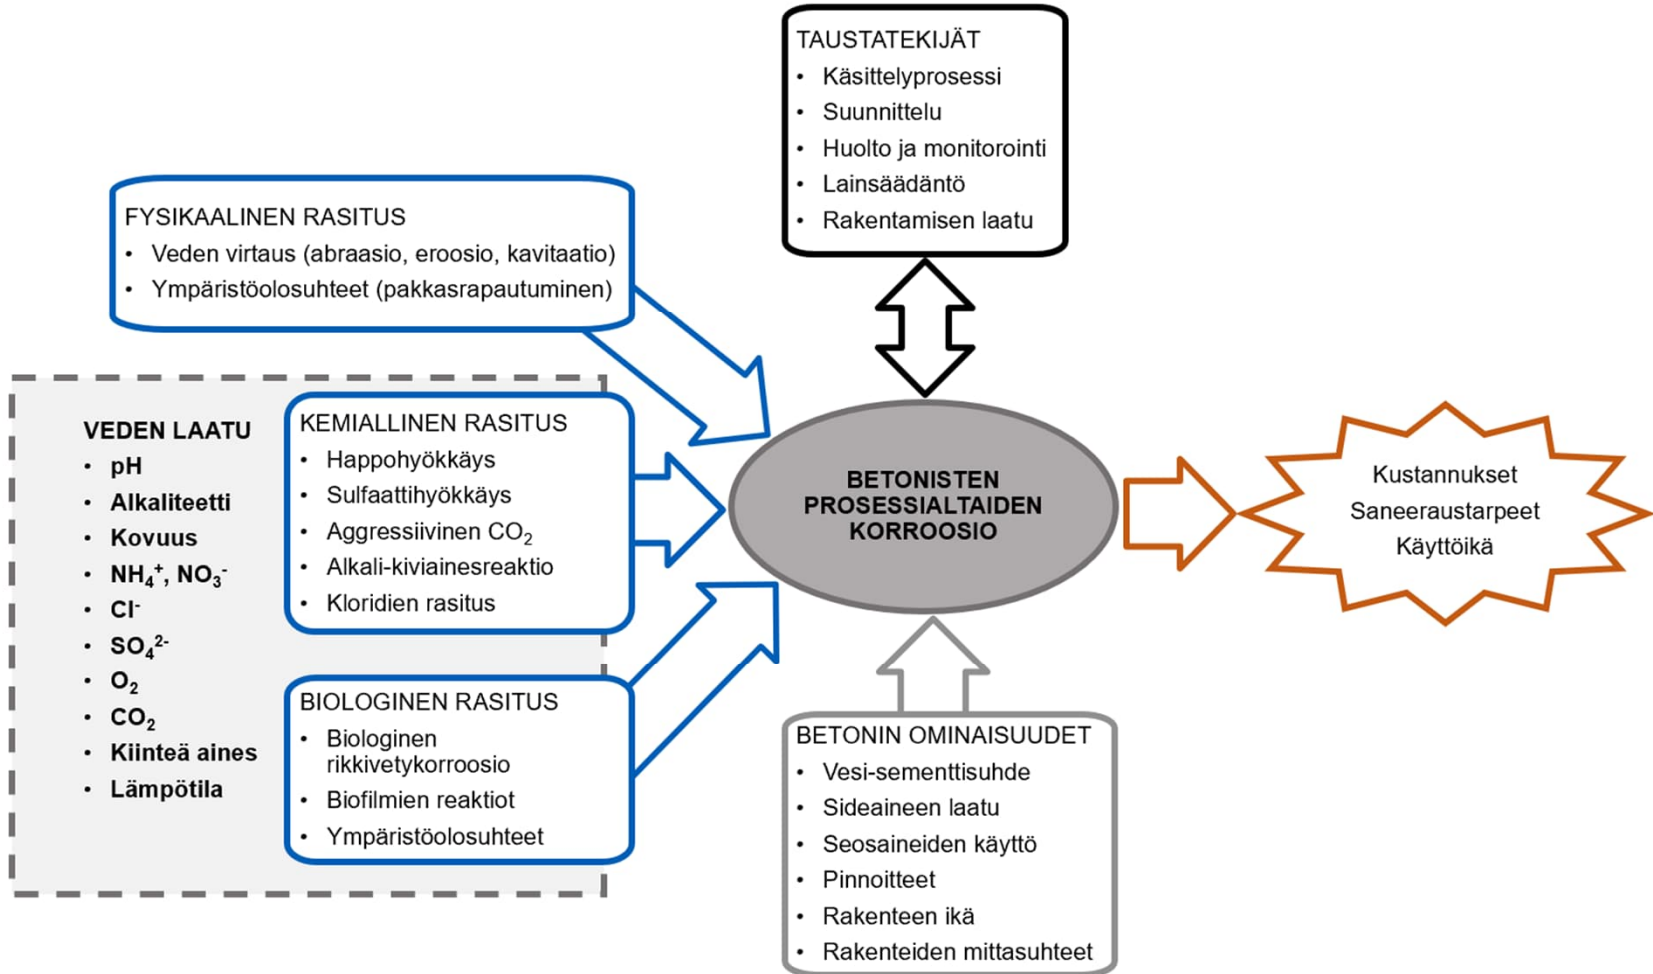 TAUSTATEKIJÄT
• Käsittelyprosessi
• Suunnittelu
• Huolto ja monitorointi
• Lainsäädäntö
• Rakentamisen laatu
FYSIKAALINEN RASITUS
• Veden virtaus (abraasio, eroosio, kavitaatio)
• Ympäristöolosuhteet (pakkasrapautuminen)
VEDEN LAATU
• pH
• Alkaliteetti
• Kovuus
• NH₄⁺, NO₃⁻
• Cl⁻
• SO₄²⁻
• O₂
• CO₂
• Kiinteä aines
• Lämpötila
KEMIALLINEN RASITUS
• Happohyökkäys
• Sulfaattihyökkäys
• Aggressiivinen CO₂
• Alkali-kiviainesreaktio
• Kloridien rasitus
BIOLOGINEN RASITUS
• Biologinen
rikkivetykorroosio
• Biofilmien reaktiot
• Ympäristöolosuhteet
BETONISTEN
PROSESSIALTAIDEN
KORROOSIO
Kustannukset
Saneeraustarpeet
Käyttöikä
BETONIN OMINAISUUDET
• Vesi-sementtisuhde
• Sideaineen laatu
• Seosaineiden käyttö
• Pinnoitteet
• Rakenteen ikä
• Rakenteiden mittasuhteet